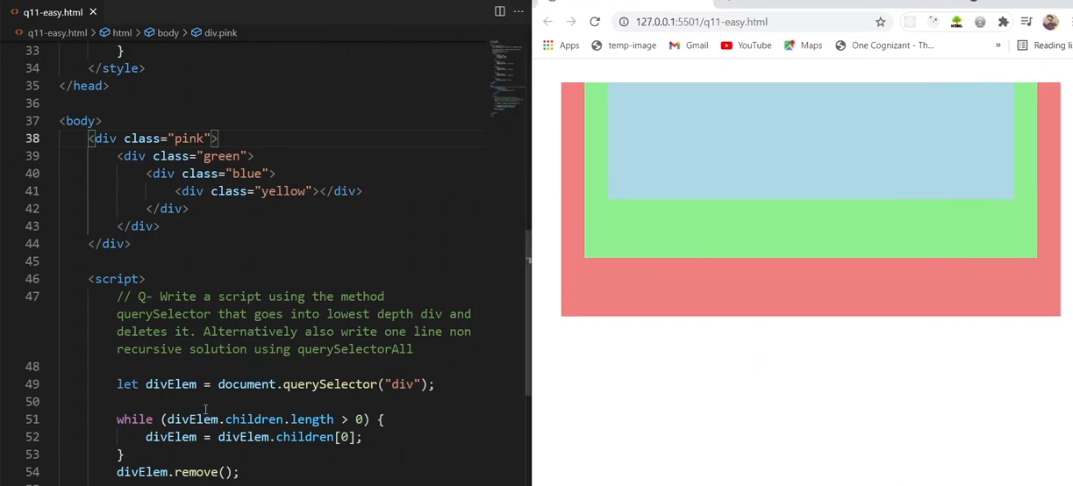 q11-easy.html
q11-easy.html > html > body > div.pink
33 }
34 </style>
35 </head>
36
37 <body>
38 <div class="pink">
39 <div class="green">
40 <div class="blue">
41 <div class="yellow"></div>
42 </div>
43 </div>
44 </div>
45
46 <script>
47 // Q- Write a script using the method
querySelector that goes into lowest depth div and
deletes it. Alternatively also write one line non
recursive solution using querySelectorAll
48
49 let divElem = document.querySelector("div");
50
51 while (divElem.children.length > 0) {
52 divElem = divElem.children[0];
53 }
54 divElem.remove();
127.0.0.1:5501/q11-easy.html
Apps temp-image Gmail YouTube Maps One Cognizant - Th... » Reading